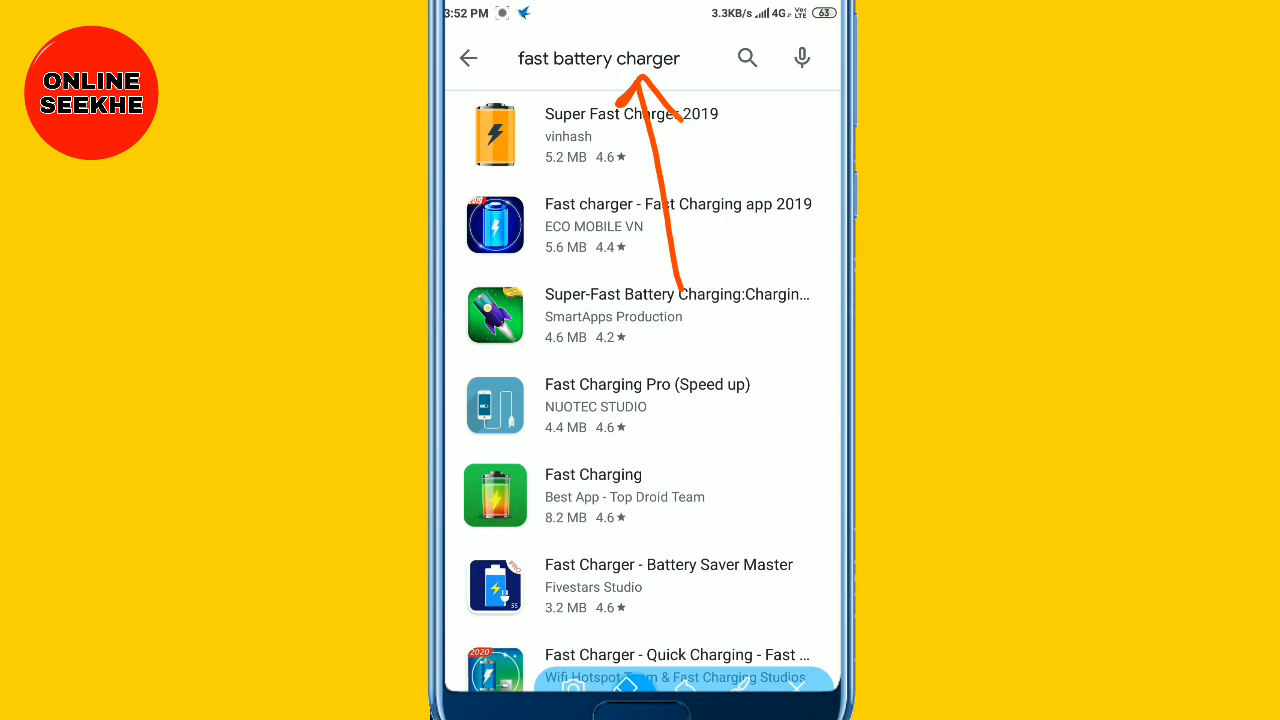 ONLINE
SEEKHE
3:52 PM 3.3KB/s 4G VoLTE 63
fast battery charger
Super Fast Charger 2019
vinhash
5.2 MB 4.6★
2019
Fast charger - Fast Charging app 2019
ECO MOBILE VN
5.6 MB 4.4★
Super-Fast Battery Charging:Chargin...
SmartApps Production
4.6 MB 4.2★
Fast Charging Pro (Speed up)
NUOTEC STUDIO
4.4 MB 4.6★
Fast Charging
Best App - Top Droid Team
8.2 MB 4.6★
PRO
Fast Charger - Battery Saver Master
Fivestars Studio
3.2 MB 4.6★
5S
2020
Fast Charger - Quick Charging - Fast ...
Wifi Hotspot Team & Fast Charging Studios